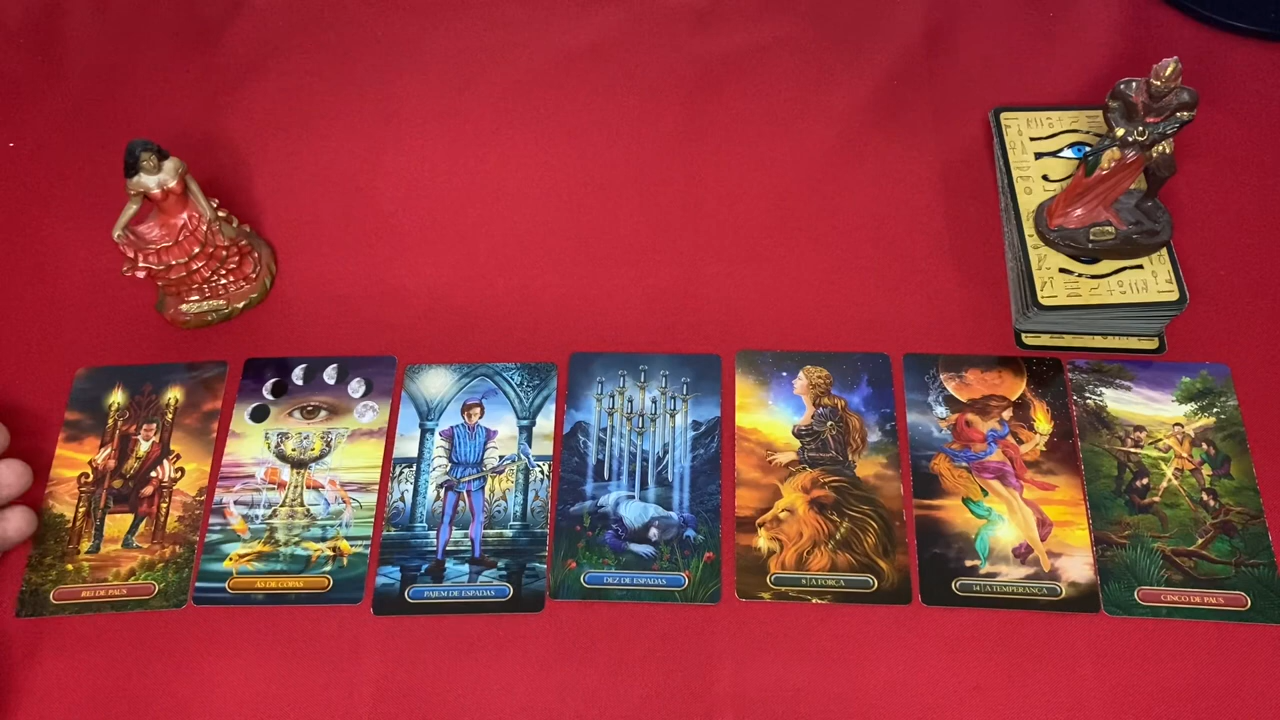 REI DE PAUS
ÁS DE COPAS
PAJEM DE ESPADAS
DEZ DE ESPADAS
8 | A FORÇA
14 | A TEMPERANÇA
CINCO DE PAUS